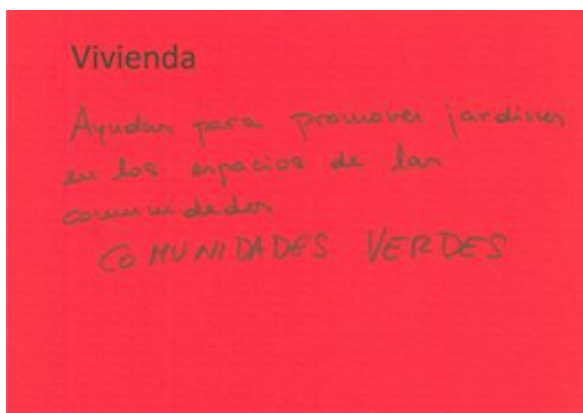 Vivienda
Ayudas para promover jardines
en los espacios de las
comunidades
COMUNIDADES VERDES